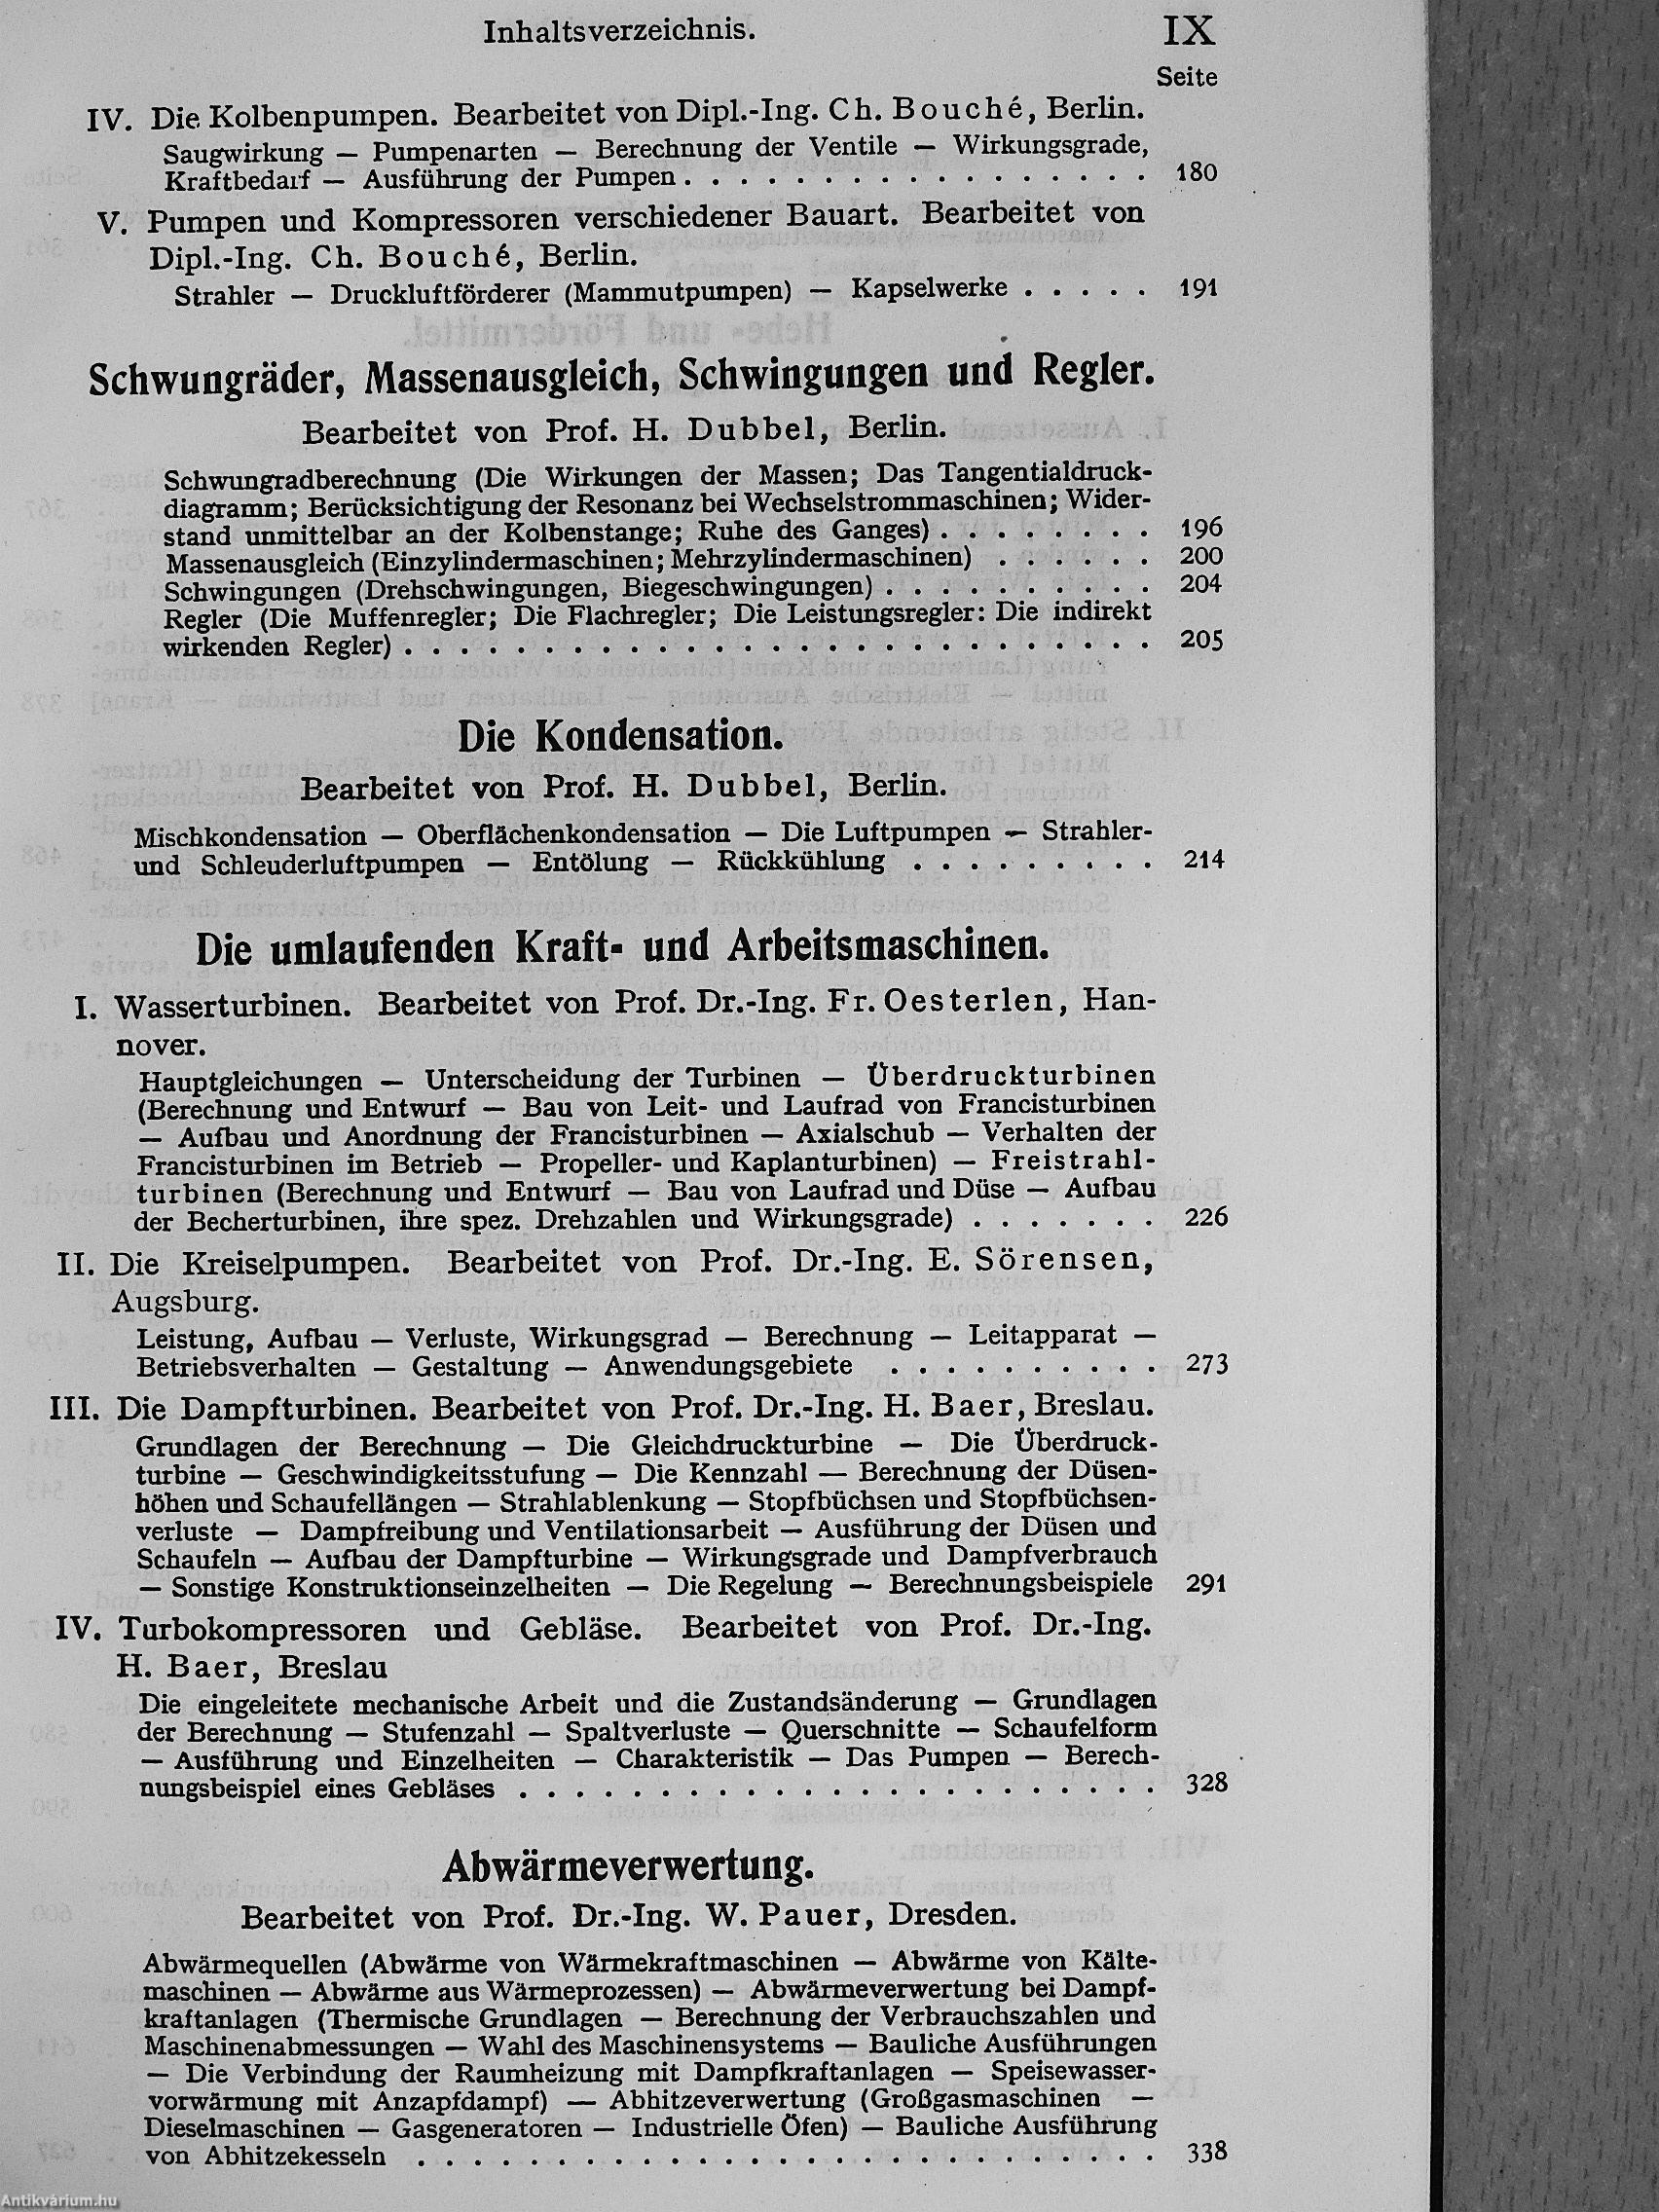 Inhaltsverzeichnis. IX
Seite
IV. Die Kolbenpumpen. Bearbeitet von Dipl.-Ing. Ch. Bouché, Berlin.
Saugwirkung — Pumpenarten — Berechnung der Ventile — Wirkungsgrade,
Kraftbedarf — Ausführung der Pumpen . . . . . . . . . . . . . . . . . 180
V. Pumpen und Kompressoren verschiedener Bauart. Bearbeitet von
Dipl.-Ing. Ch. Bouché, Berlin.
Strahler — Druckluftförderer (Mammutpumpen) — Kapselwerke . . . . . 191
Schwungräder, Massenausgleich, Schwingungen und Regler.
Bearbeitet von Prof. H. Dubbel, Berlin.
Schwungradberechnung (Die Wirkungen der Massen; Das Tangentialdruck-
diagramm; Berücksichtigung der Resonanz bei Wechselstrommaschinen; Wider-
stand unmittelbar an der Kolbenstange; Ruhe des Ganges) . . . . . . . . 196
Massenausgleich (Einzylindermaschinen; Mehrzylindermaschinen) . . . . . . 200
Schwingungen (Drehschwingungen, Biegeschwingungen) . . . . . . . . . . 204
Regler (Die Muffenregler; Die Flachregler; Die Leistungsregler: Die indirekt
wirkenden Regler) . . . . . . . . . . . . . . . . . . . . . . . . . . . 205
Die Kondensation.
Bearbeitet von Prof. H. Dubbel, Berlin.
Mischkondensation — Oberflächenkondensation — Die Luftpumpen — Strahler-
und Schleuderluftpumpen — Entölung — Rückkühlung . . . . . . . . . 214
Die umlaufenden Kraft- und Arbeitsmaschinen.
I. Wasserturbinen. Bearbeitet von Prof. Dr.-Ing. Fr. Oesterlen, Han-
nover.
Hauptgleichungen — Unterscheidung der Turbinen — Überdruckturbinen
(Berechnung und Entwurf — Bau von Leit- und Laufrad von Francisturbinen
— Aufbau und Anordnung der Francisturbinen — Axialschub — Verhalten der
Francisturbinen im Betrieb — Propeller- und Kaplanturbinen) — Freistrahl-
turbinen (Berechnung und Entwurf — Bau von Laufrad und Düse — Aufbau
der Becherturbinen, ihre spez. Drehzahlen und Wirkungsgrade) . . . . . . . 226
II. Die Kreiselpumpen. Bearbeitet von Prof. Dr.-Ing. E. Sörensen,
Augsburg.
Leistung, Aufbau — Verluste, Wirkungsgrad — Berechnung — Leitapparat —
Betriebsverhalten — Gestaltung — Anwendungsgebiete . . . . . . . . . . 273
III. Die Dampfturbinen. Bearbeitet von Prof. Dr.-Ing. H. Baer, Breslau.
Grundlagen der Berechnung — Die Gleichdruckturbine — Die Überdruck-
turbine — Geschwindigkeitsstufung — Die Kennzahl — Berechnung der Düsen-
höhen und Schaufellängen — Strahlablenkung — Stopfbüchsen und Stopfbüchsen-
verluste — Dampfreibung und Ventilationsarbeit — Ausführung der Düsen und
Schaufeln — Aufbau der Dampfturbine — Wirkungsgrade und Dampfverbrauch
— Sonstige Konstruktionseinzelheiten — Die Regelung — Berechnungsbeispiele 291
IV. Turbokompressoren und Gebläse. Bearbeitet von Prof. Dr.-Ing.
H. Baer, Breslau
Die eingeleitete mechanische Arbeit und die Zustandsänderung — Grundlagen
der Berechnung — Stufenzahl — Spaltverluste — Querschnitte — Schaufelform
— Ausführung und Einzelheiten — Charakteristik — Das Pumpen — Berech-
nungsbeispiel eines Gebläses . . . . . . . . . . . . . . . . . . . . . . . 328
Abwärmeverwertung.
Bearbeitet von Prof. Dr.-Ing. W. Pauer, Dresden.
Abwärmequellen (Abwärme von Wärmekraftmaschinen — Abwärme von Kälte-
maschinen — Abwärme aus Wärmeprozessen) — Abwärmeverwertung bei Dampf-
kraftanlagen (Thermische Grundlagen — Berechnung der Verbrauchszahlen und
Maschinenabmessungen — Wahl des Maschinensystems — Bauliche Ausführungen
— Die Verbindung der Raumheizung mit Dampfkraftanlagen — Speisewasser-
vorwärmung mit Anzapfdampf) — Abhitzeverwertung (Großgasmaschinen —
Dieselmaschinen — Gasgeneratoren — Industrielle Öfen) — Bauliche Ausführung
von Abhitzekesseln . . . . . . . . . . . . . . . . . . . . . . . . . . . 338
Antikvárium.hu